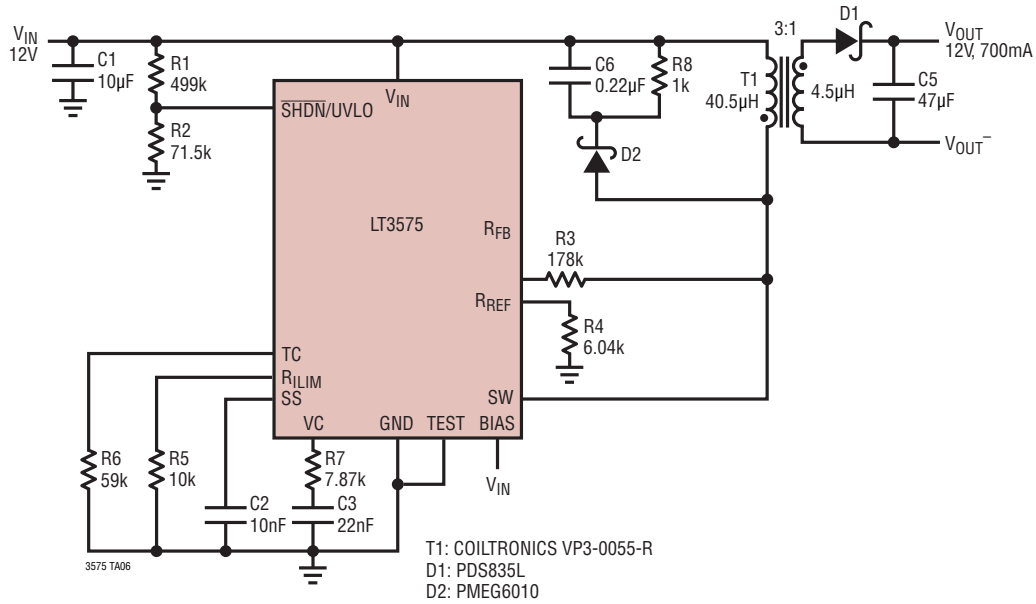 VIN
12V
C1
10µF
R1
499k
R2
71.5k
SHDN/UVLO
VIN
LT3575
RFB
RREF
TC
RILIM
SS
VC
GND
TEST
BIAS
SW
C6
0.22µF
R8
1k
D2
R3
178k
R4
6.04k
3:1
T1
40.5µH
4.5µH
D1
VOUT
12V, 700mA
C5
47µF
VOUT–
R6
59k
R5
10k
C2
10nF
R7
7.87k
C3
22nF
VIN
3575 TA06
T1: COILTRONICS VP3-0055-R
D1: PDS835L
D2: PMEG6010